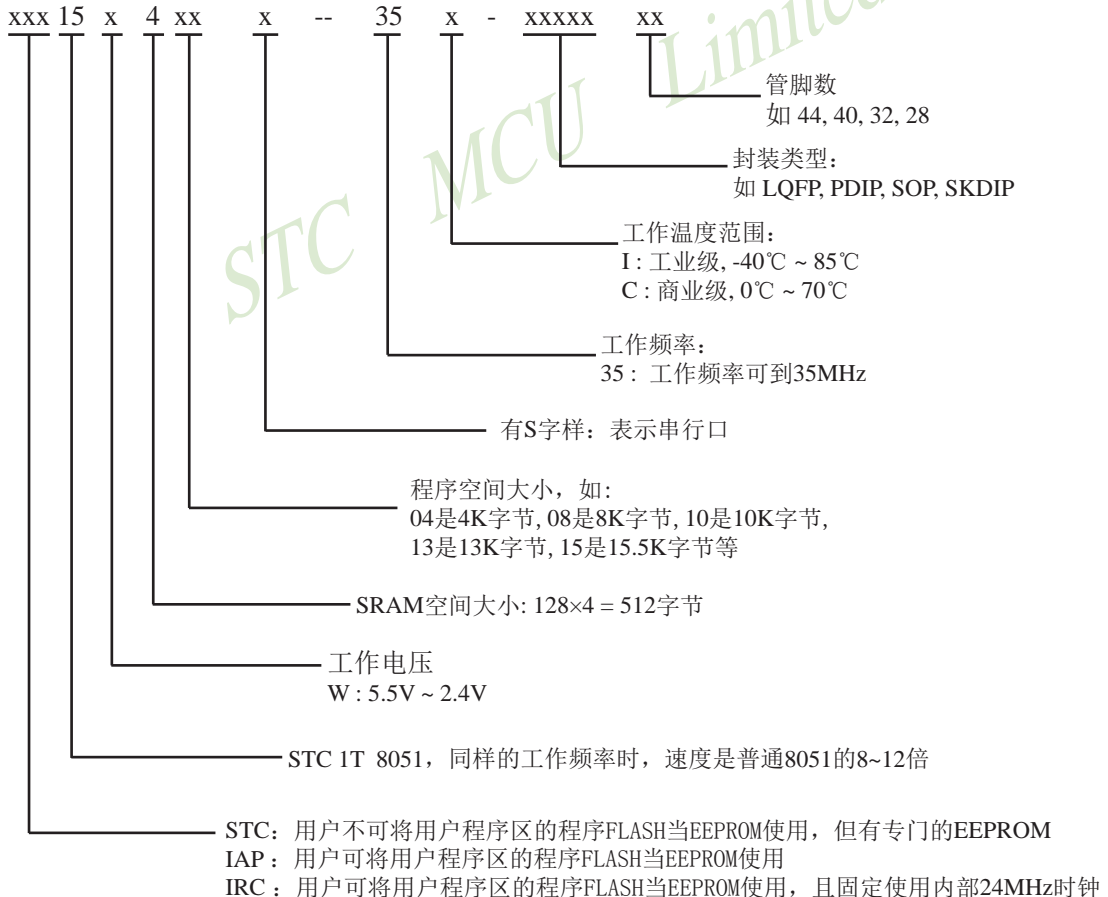 xxx 15 x 4 xx x -- 35 x - xxxxx xx
管脚数
如 44, 40, 32, 28
封装类型：
如 LQFP, PDIP, SOP, SKDIP
工作温度范围：
I : 工业级, -40℃ ~ 85℃
C : 商业级, 0℃ ~ 70℃
工作频率：
35 : 工作频率可到35MHz
有S字样：表示串行口
程序空间大小，如:
04是4K字节, 08是8K字节, 10是10K字节,
13是13K字节, 15是15.5K字节等
SRAM空间大小: 128×4 = 512字节
工作电压
W : 5.5V ~ 2.4V
STC 1T 8051，同样的工作频率时，速度是普通8051的8~12倍
STC：用户不可将用户程序区的程序FLASH当EEPROM使用，但有专门的EEPROM
IAP：用户可将用户程序区的程序FLASH当EEPROM使用
IRC：用户可将用户程序区的程序FLASH当EEPROM使用，且固定使用内部24MHz时钟
STC MCU Limited